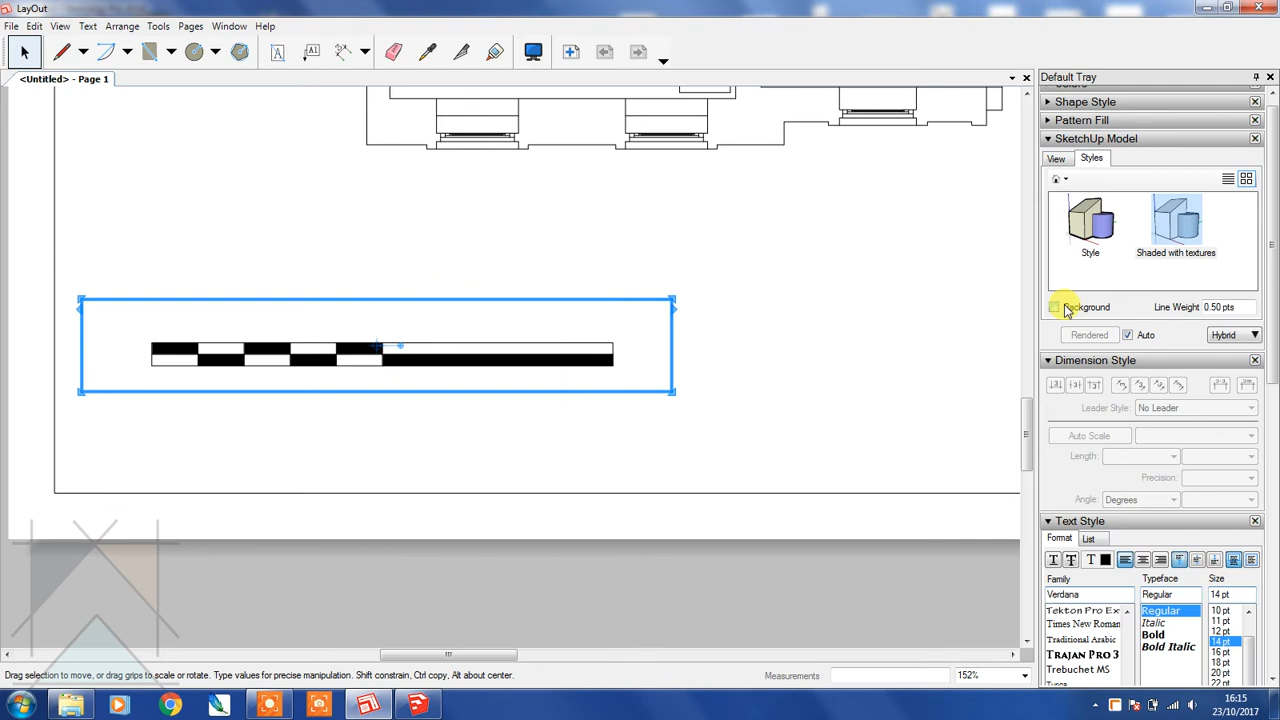 LayOut
File Edit View Text Arrange Tools Pages Window Help
<Untitled> - Page 1
Default Tray
Shape Style
Pattern Fill
SketchUp Model
View Styles
Style Shaded with textures
Background Line Weight 0.50 pts
Rendered Auto Hybrid
Dimension Style
Leader Style: No Leader
Auto Scale
Length:
Precision:
Angle: Degrees
Text Style
Format List
Family Typeface Size
Verdana Regular 14 pt
Tekton Pro Ex Regular 10 pt
Times New Roman Italic 11 pt
Traditional Arabic Bold 12 pt
TRAJAN PRO 3 Bold Italic 14 pt
Trebuchet MS 16 pt
18 pt
20 pt
Drag selection to move, or drag grips to scale or rotate. Type values for precise manipulation. Shift constrain, Ctrl copy, Alt about center. Measurements 152%
16:15
23/10/2017